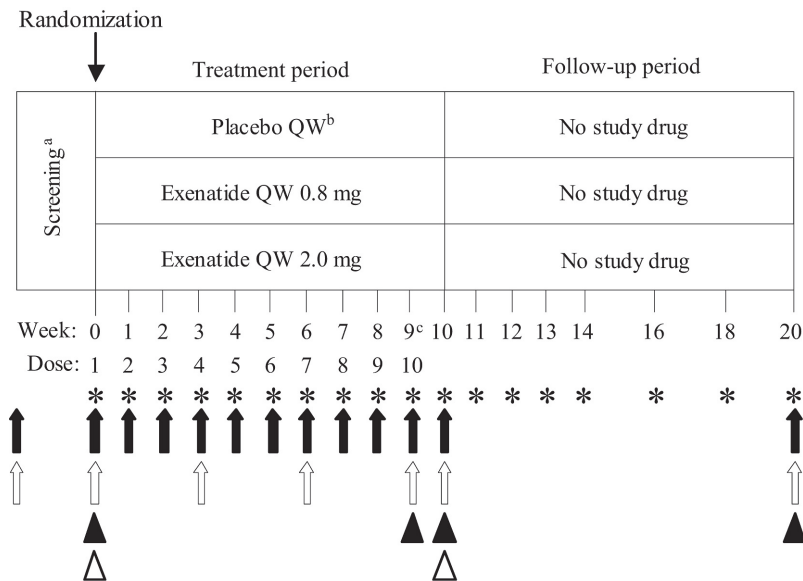 Randomization
Treatment period
Follow-up period
Screening a
Placebo QW b
No study drug
Exenatide QW 0.8 mg
No study drug
Exenatide QW 2.0 mg
No study drug
Week: 0 1 2 3 4 5 6 7 8 9c 10 11 12 13 14 16 18 20
Dose: 1 2 3 4 5 6 7 8 9 10
* * * * * * * * * * * * * * * * * *